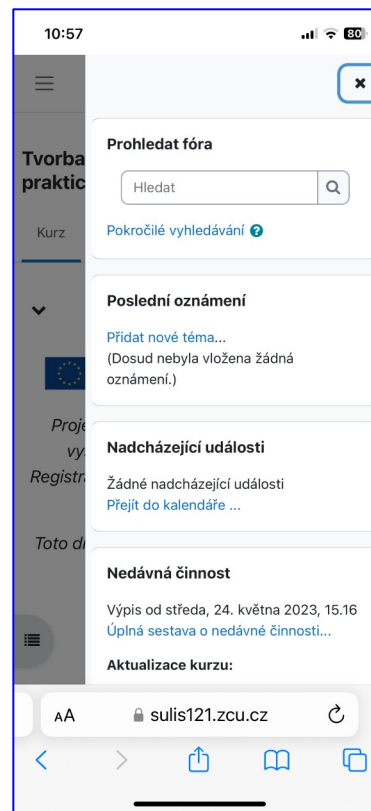 10:57
80
Prohledat fóra
Hledat
Pokročilé vyhledávání ?
Poslední oznámení
Přidat nové téma...
(Dosud nebyla vložena žádná
oznámení.)
Nadcházející události
Žádné nadcházející události
Přejít do kalendáře ...
Nedávná činnost
Výpis od středa, 24. května 2023, 15.16
Úplná sestava o nedávné činnosti...
Aktualizace kurzu:
Tvorba
praktic
Kurz
Proje
vy
Registr
Toto di
AA
sulis121.zcu.cz